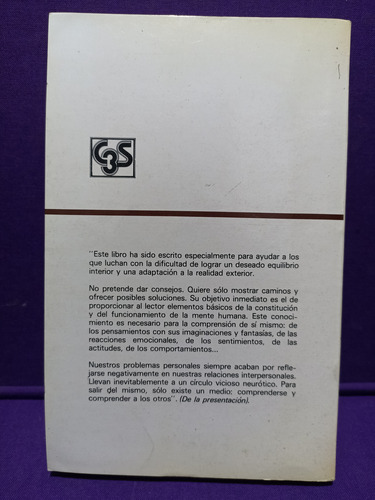 C3S
"Este libro ha sido escrito especialmente para ayudar a los
que luchan con la dificultad de lograr un deseado equilibrio
interior y una adaptación a la realidad exterior.
No pretende dar consejos. Quiere sólo mostrar caminos y
ofrecer posibles soluciones. Su objetivo inmediato es el de
proporcionar al lector elementos básicos de la constitución
y del funcionamiento de la mente humana. Este conoci-
miento es necesario para la comprensión de sí mismo: de
los pensamientos con sus imaginaciones y fantasías, de las
reacciones emocionales, de los sentimientos, de las
actitudes, de los comportamientos...
Nuestros problemas personales siempre acaban por refle-
jarse negativamente en nuestras relaciones interpersonales.
Llevan inevitablemente a un círculo vicioso neurótico. Para
salir del mismo, sólo existe un medio: comprenderse y
comprender a los otros". (De la presentación).